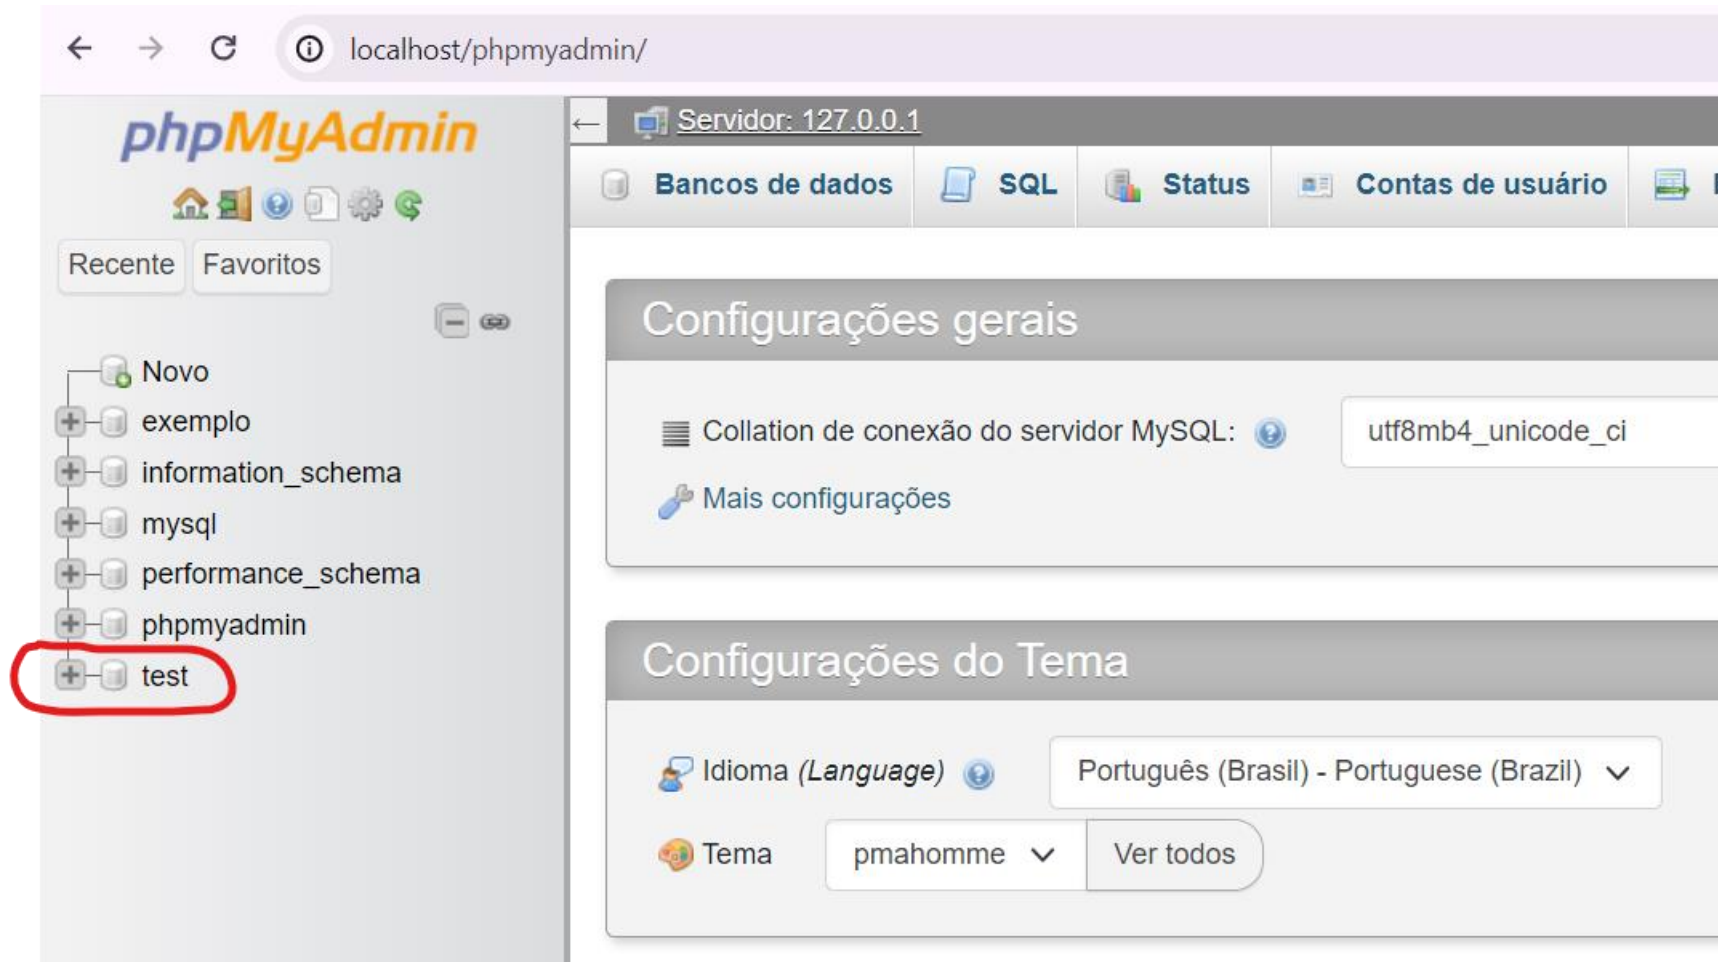 localhost/phpmyadmin/
phpMyAdmin
Servidor: 127.0.0.1
Bancos de dados SQL Status Contas de usuário
Recente Favoritos
Novo
exemplo
information_schema
mysql
performance_schema
phpmyadmin
test
Configurações gerais
Collation de conexão do servidor MySQL: utf8mb4_unicode_ci
Mais configurações
Configurações do Tema
Idioma (Language) Português (Brasil) - Portuguese (Brazil)
Tema pmahomme Ver todos